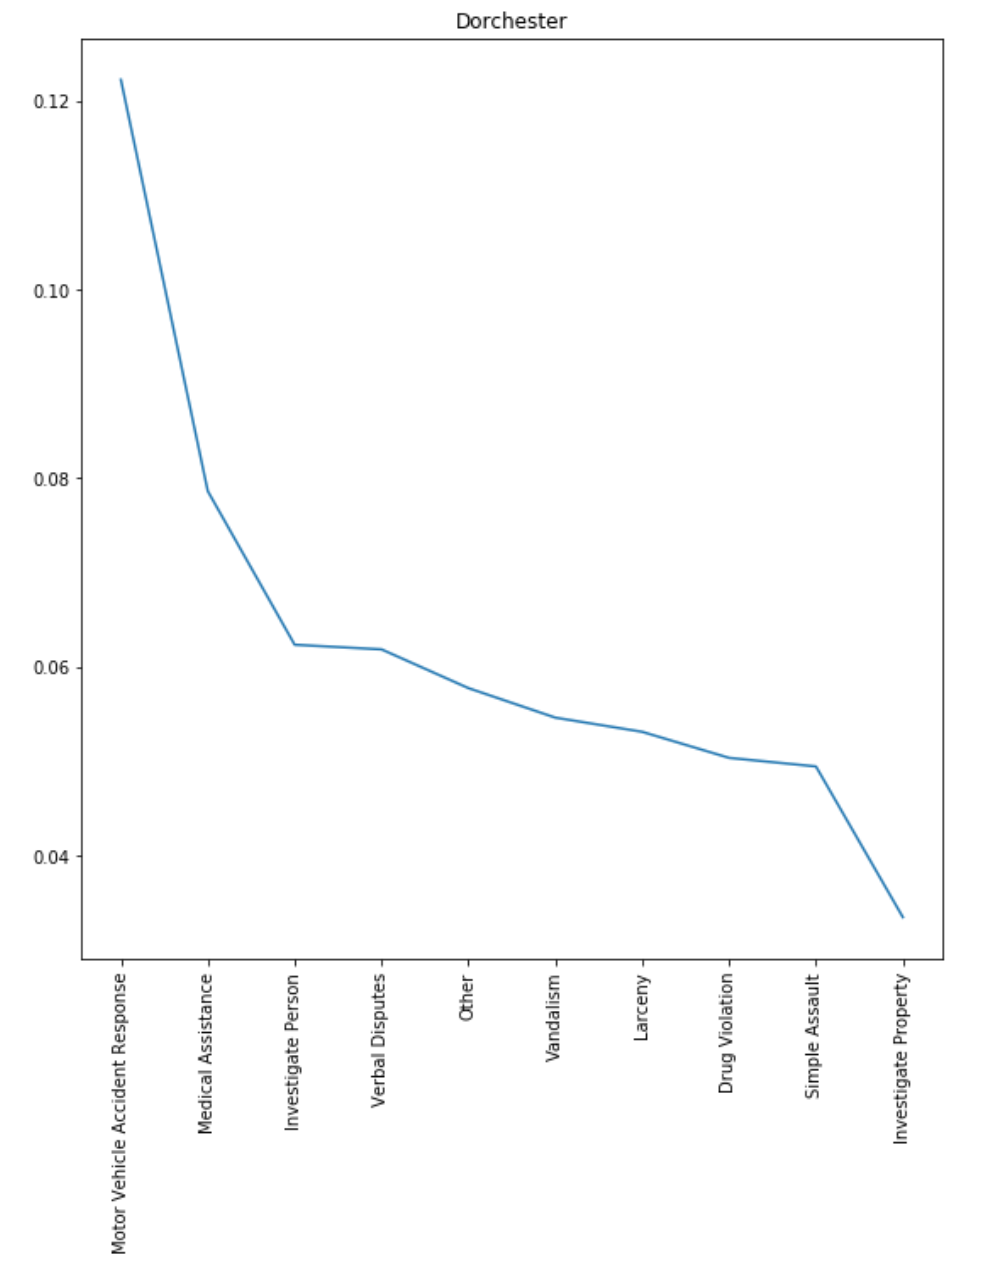 Dorchester
0.12
0.10
0.08
0.06
0.04
Motor Vehicle Accident Response
Medical Assistance
Investigate Person
Verbal Disputes
Other
Vandalism
Larceny
Drug Violation
Simple Assault
Investigate Property